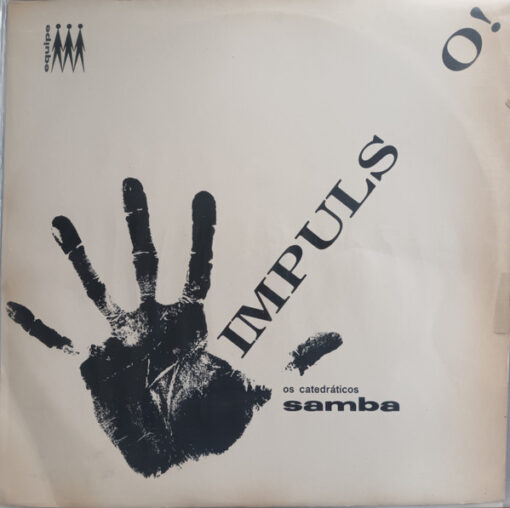 equipe
IMPULSO!
os catedráticos
samba